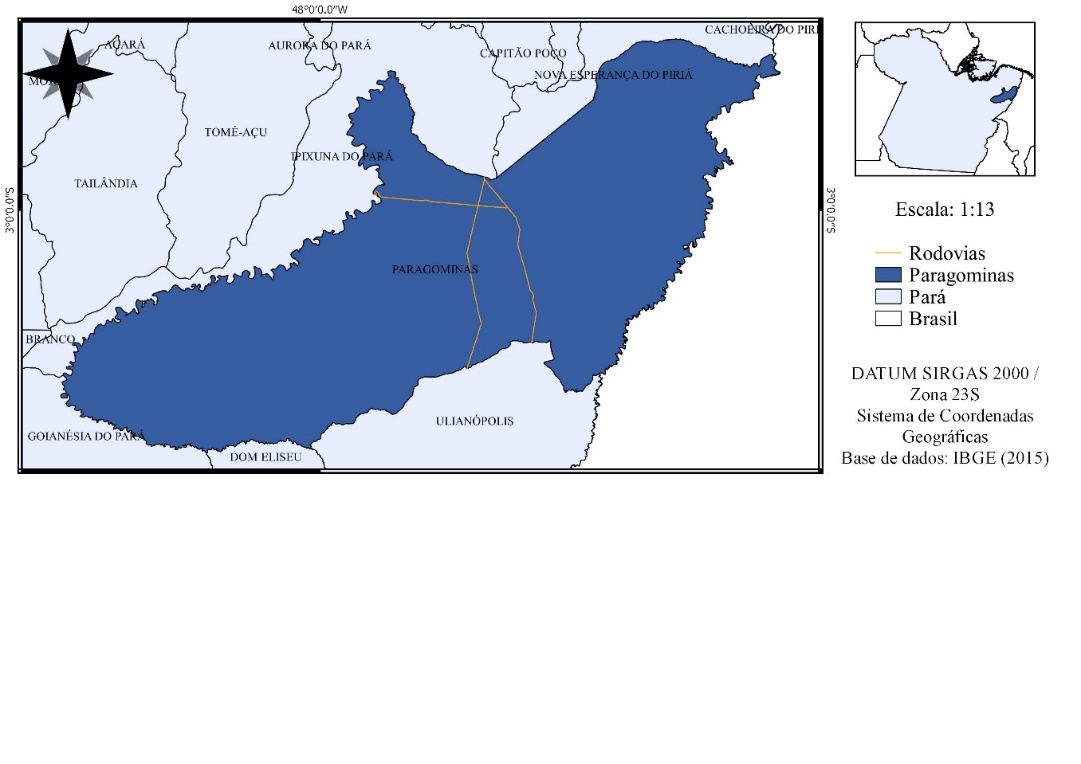 48°0'0.0"W
ACARÁ
AURORA DO PARÁ
CAPITÃO POÇO
CACHOEIRA DO PIRI
NOVA ESPERANÇA DO PIRIÁ
TOMÉ-AÇU
IPIXUNA DO PARÁ
TAILÂNDIA
3°0'0.0"S
3°0'0.0"S
PARAGOMINAS
BRANCO
ULIANÓPOLIS
GOIANÉSIA DO PARÁ
DOM ELISEU
Escala: 1:13
Rodovias
Paragominas
Pará
Brasil
DATUM SIRGAS 2000 /
Zona 23S
Sistema de Coordenadas
Geográficas
Base de dados: IBGE (2015)